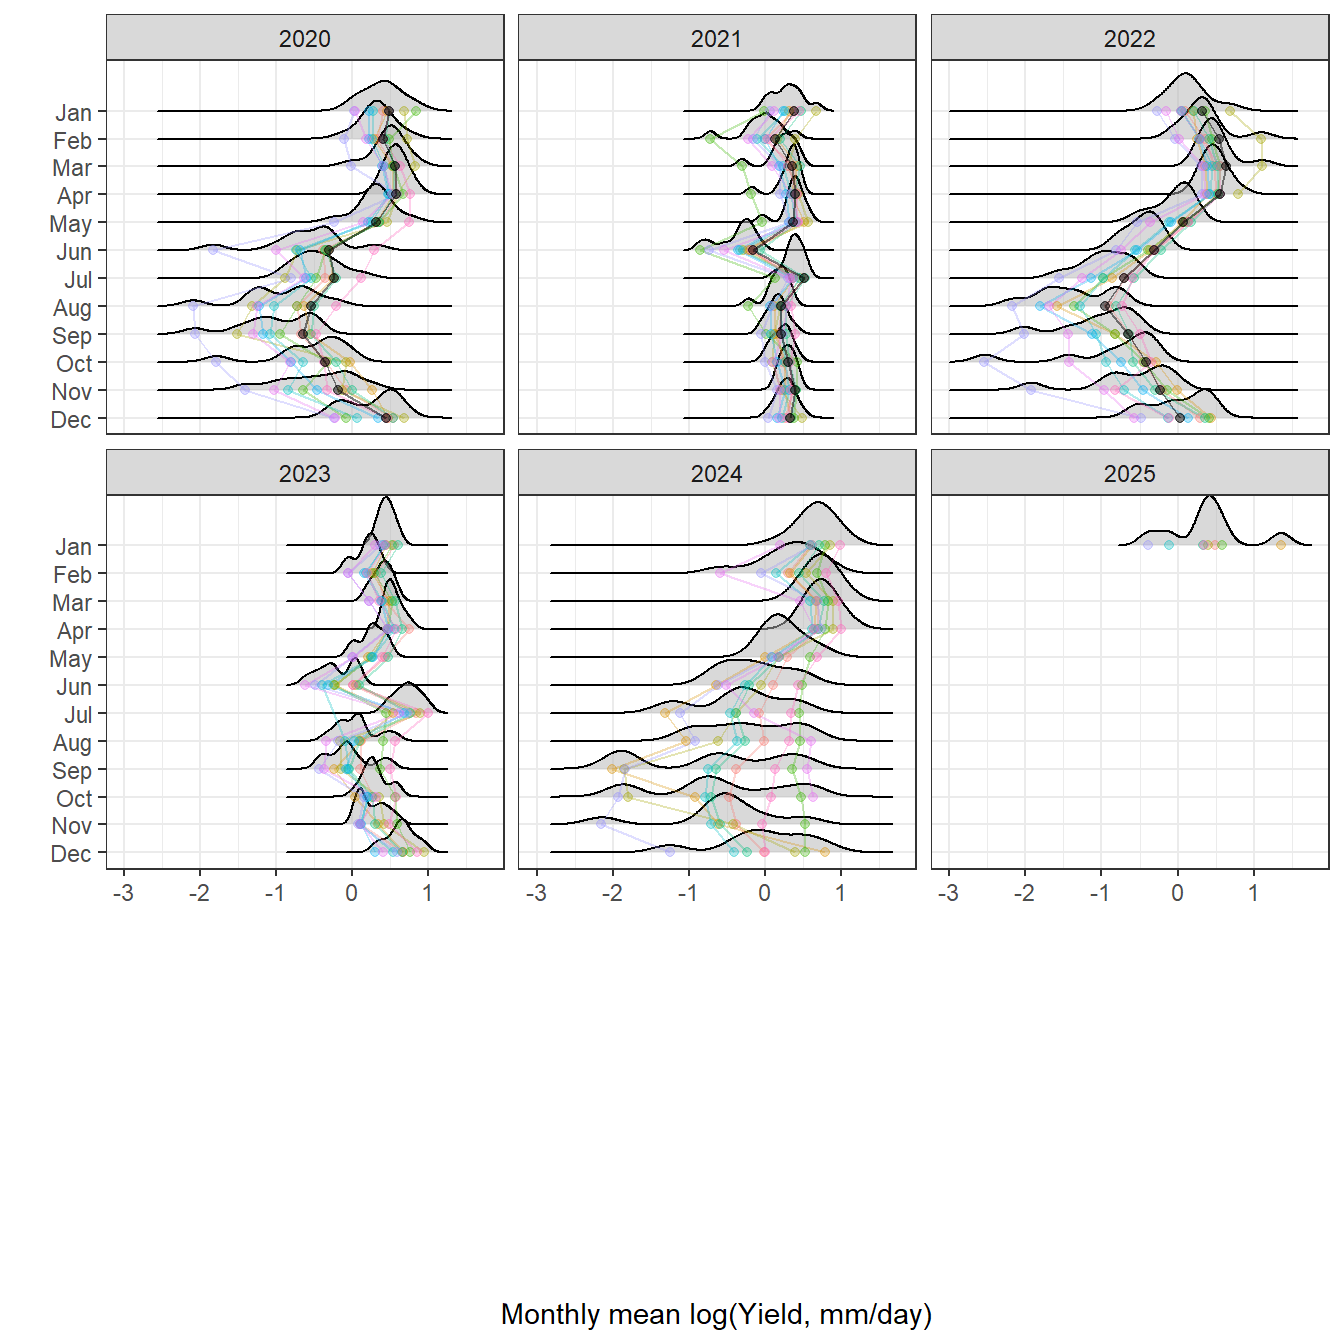 2020 2021 2022
Jan
Feb
Mar
Apr
May
Jun
Jul
Aug
Sep
Oct
Nov
Dec
2023 2024 2025
Jan
Feb
Mar
Apr
May
Jun
Jul
Aug
Sep
Oct
Nov
Dec
-3 -2 -1 0 1 -3 -2 -1 0 1 -3 -2 -1 0 1
Monthly mean log(Yield, mm/day)